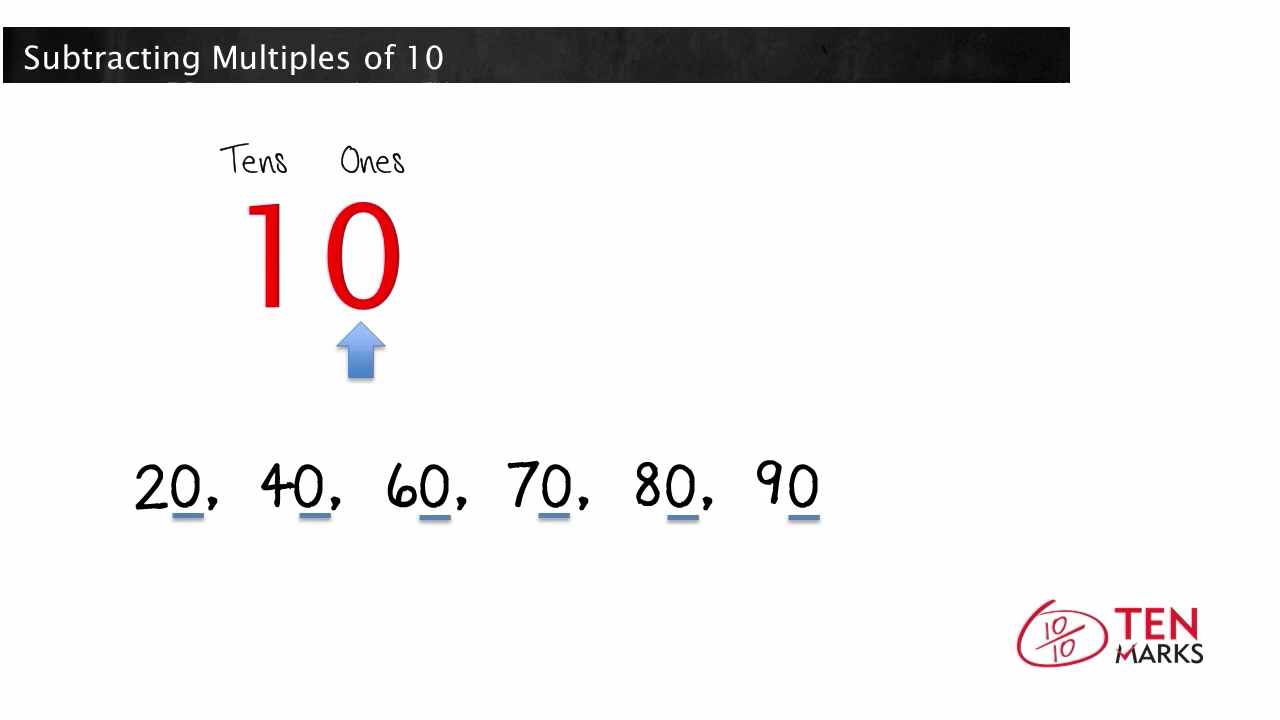 Subtracting Multiples of 10
Tens Ones
10
20, 40, 60, 70, 80, 90
10/10
TEN
MARKS